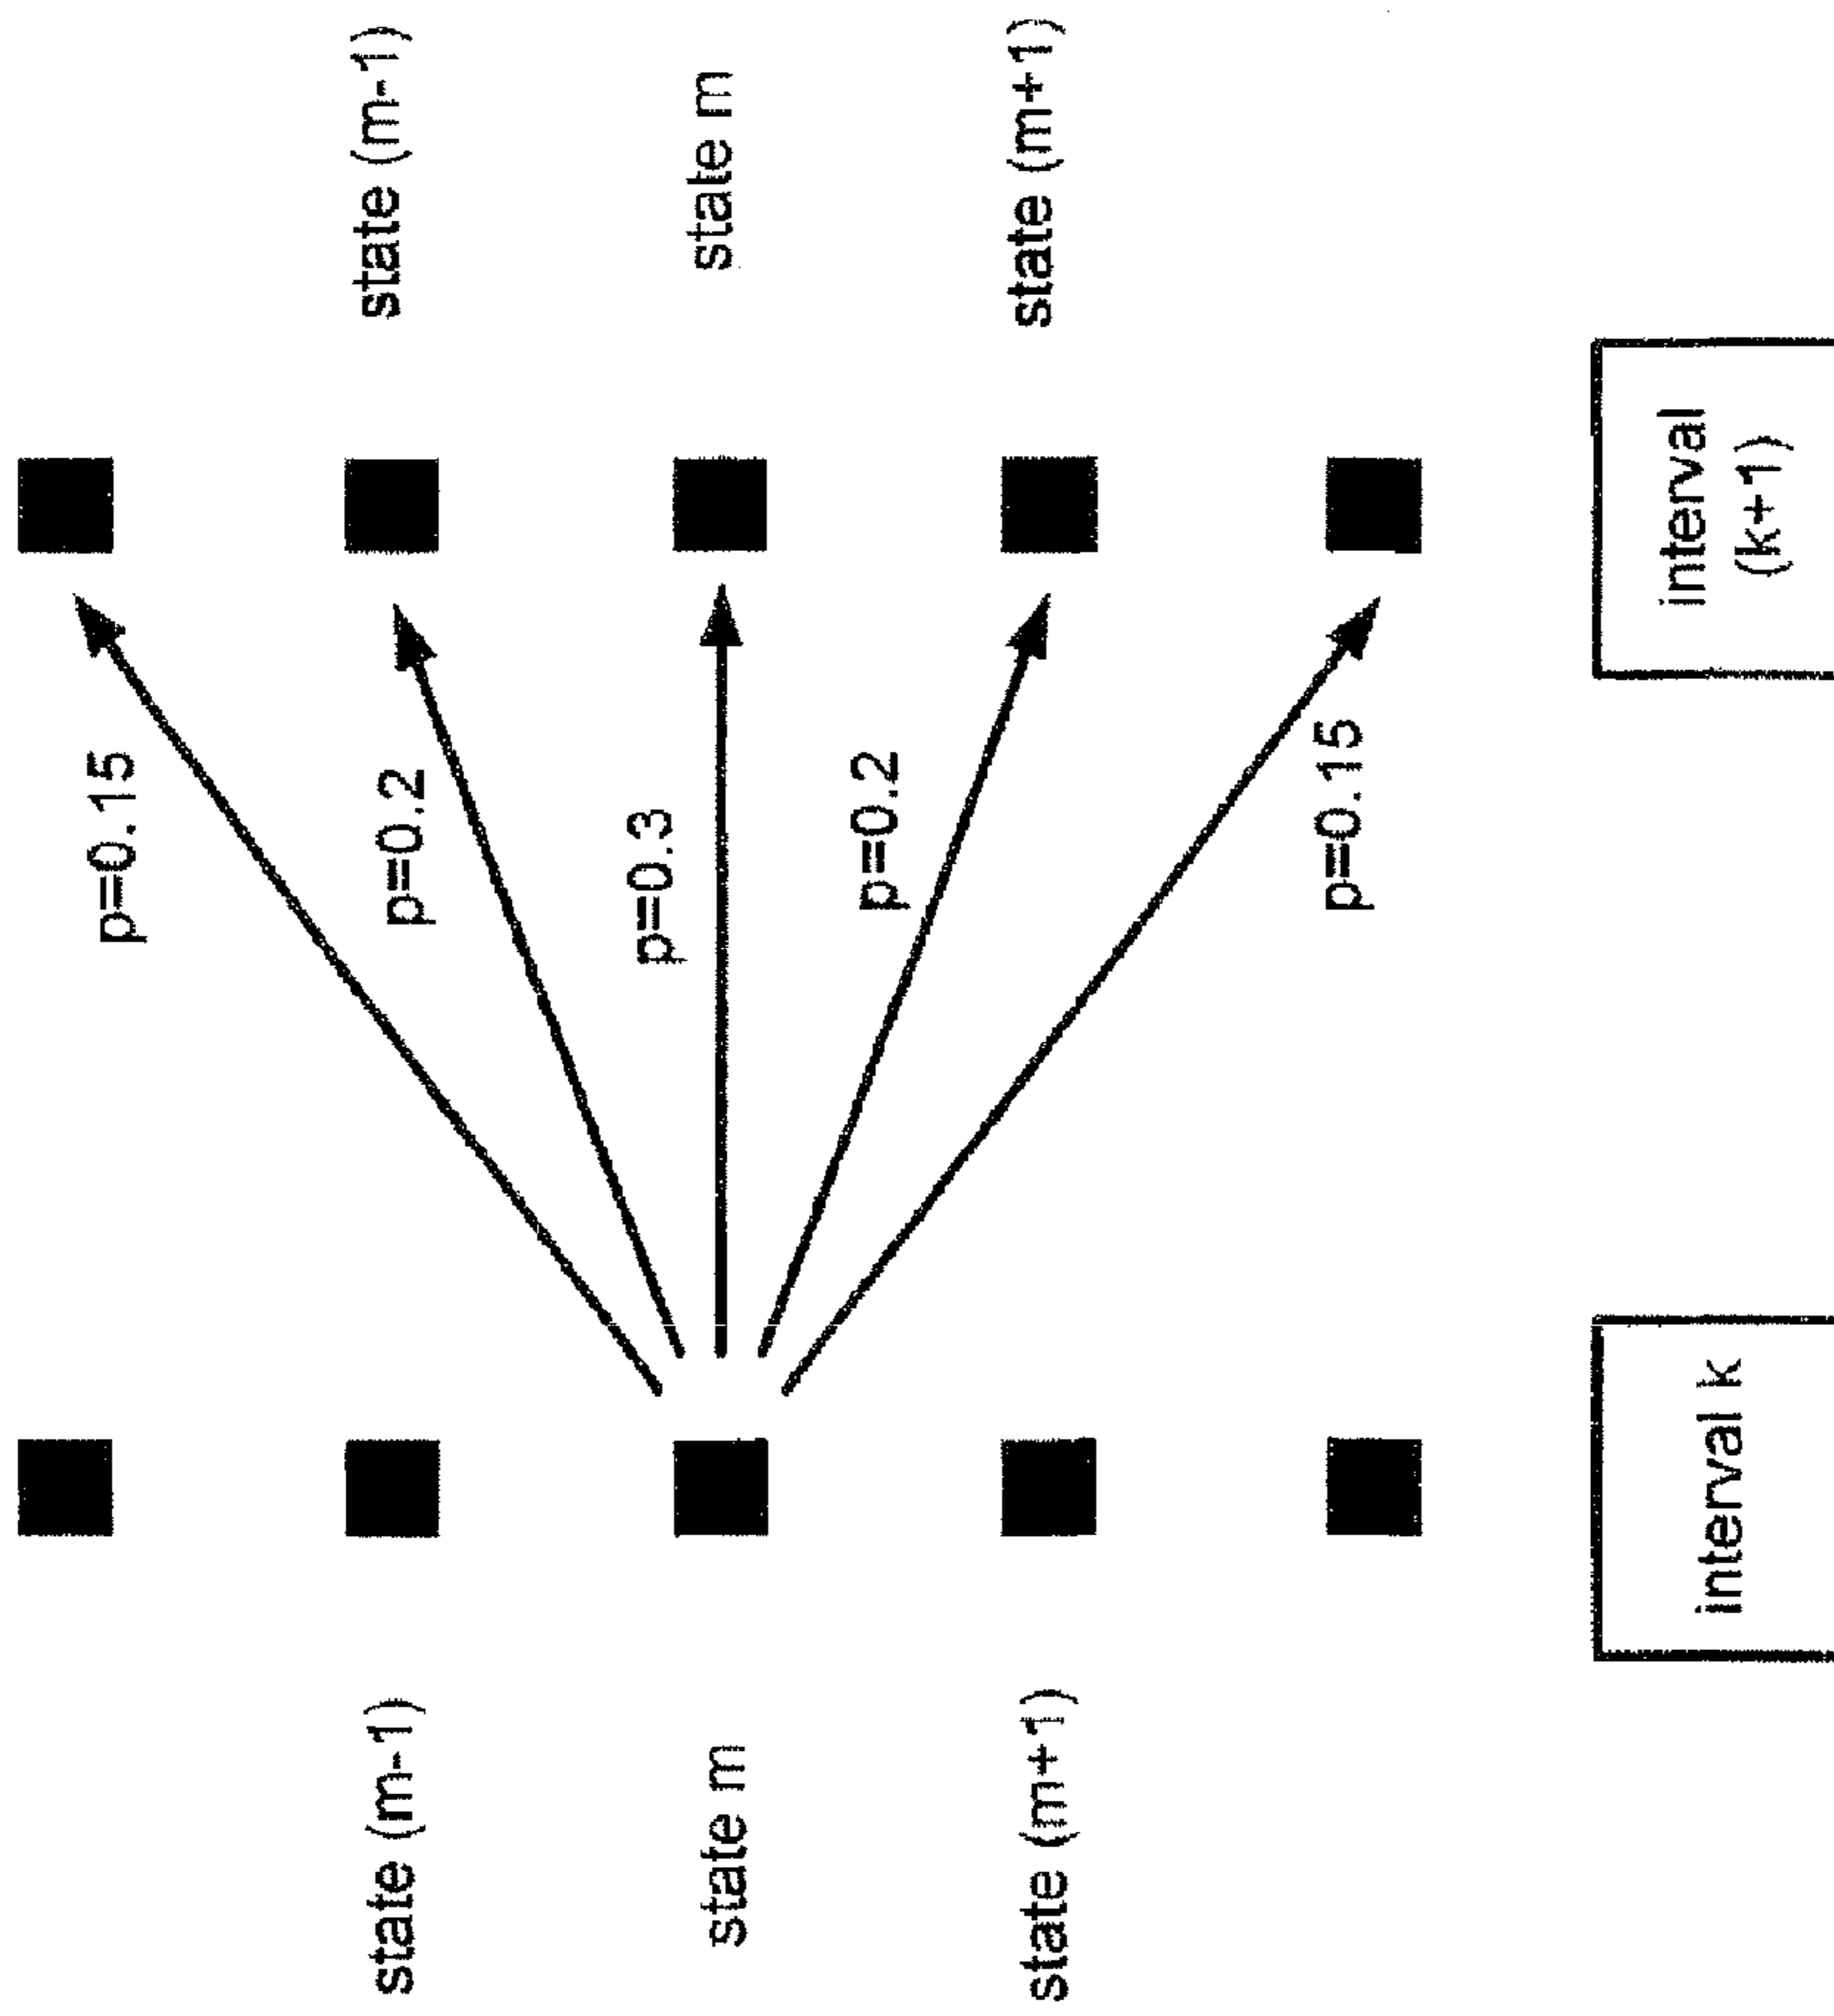 p=0.15
state (m-1)
p=0.2
state (m-1)
p=0.3
state m
state m
p=0.2
state (m+1)
state (m+1)
p=0.15
interval k
interval
(k+1)